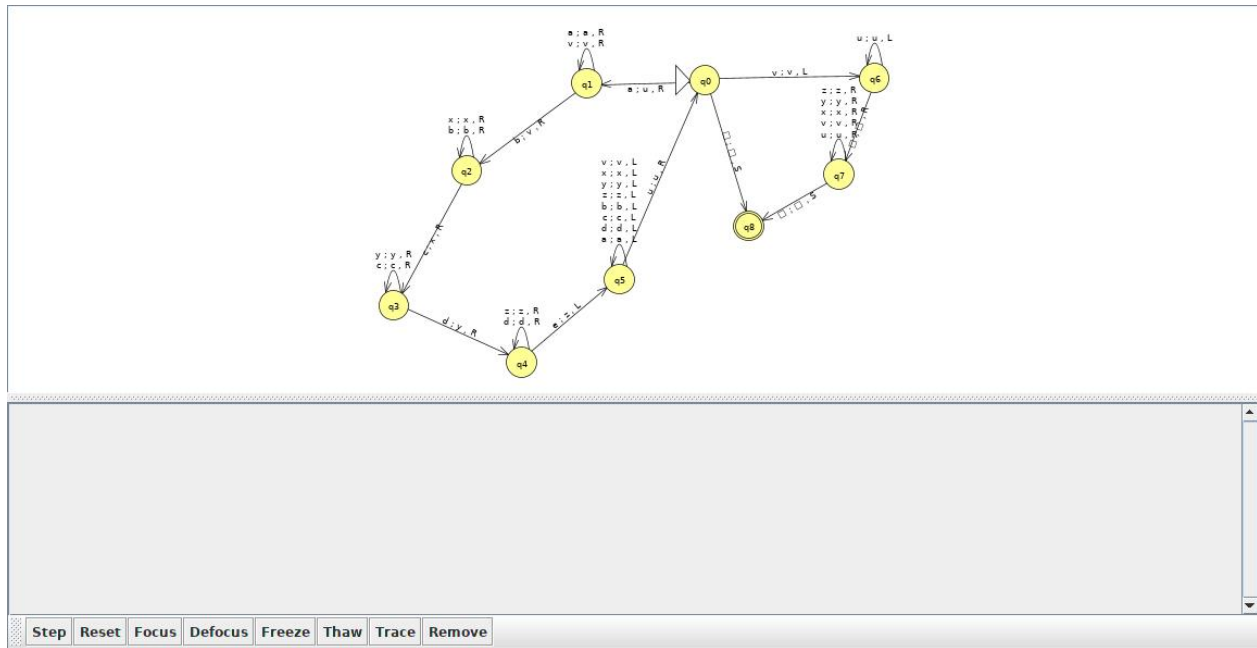 u ; u , L
a ; a , R
v ; v , R
q1
a ; u , R
q0
v ; v , L
q6
z ; z , R
y ; y , R
x ; x , R
v ; v , R
u ; u , R
□ ; □ , R
x ; x , R
b ; b , R
b ; v , R
q2
□ ; □ , S
q7
v ; v , L
x ; x , L
y ; y , L
z ; z , L
b ; b , L
c ; c , L
d ; d , L
a ; a , L
u ; u , R
□ ; □ , S
q8
c ; x , R
y ; y , R
c ; c , R
q3
q5
d ; y , R
z ; z , R
d ; d , R
e ; z , L
q4
Step Reset Focus Defocus Freeze Thaw Trace Remove